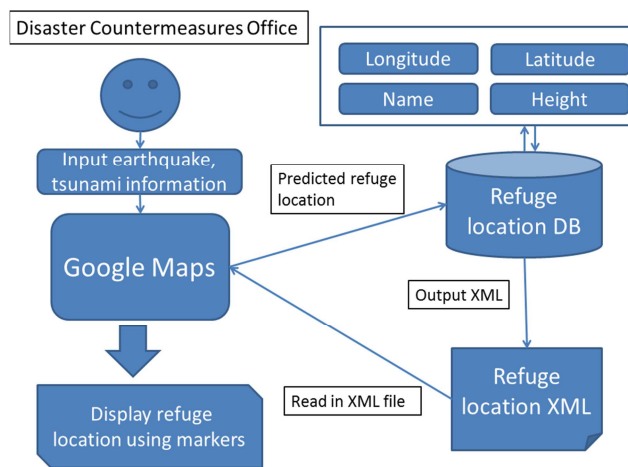 Disaster Countermeasures Office
Longitude
Latitude
Name
Height
Input earthquake,
tsunami information
Predicted refuge
location
Refuge
location DB
Google Maps
Output XML
Refuge
location XML
Read in XML file
Display refuge
location using markers